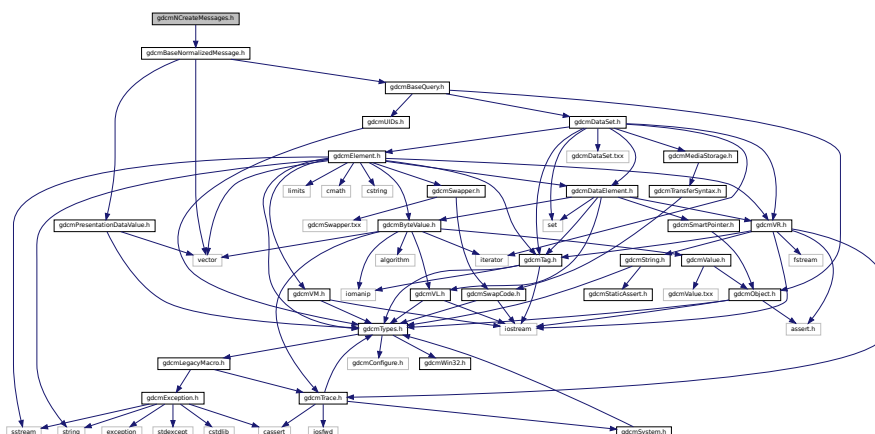 gdcmNCreateMessages.h
gdcmBaseNormalizedMessage.h
gdcmBaseQuery.h
gdcmUIDs.h
gdcmDataSet.h
gdcmElement.h
gdcmDataSet.txx
gdcmMediaStorage.h
limits
cmath
cstring
gdcmSwapper.h
gdcmDataElement.h
gdcmTransferSyntax.h
gdcmPresentationDataValue.h
gdcmSwapper.txx
gdcmByteValue.h
set
gdcmSmartPointer.h
gdcmVR.h
vector
algorithm
iterator
gdcmTag.h
gdcmString.h
gdcmValue.h
fstream
gdcmVM.h
iomanip
gdcmVL.h
gdcmSwapCode.h
gdcmStaticAssert.h
gdcmValue.txx
gdcmObject.h
gdcmTypes.h
iostream
assert.h
gdcmLegacyMacro.h
gdcmConfigure.h
gdcmWin32.h
gdcmException.h
gdcmTrace.h
sstream
string
exception
stdexcept
cstdlib
cassert
iosfwd
gdcmSystem.h